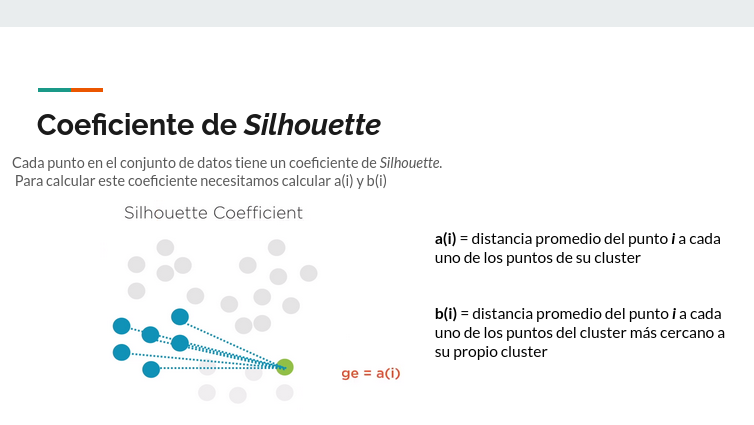 Coeficiente de Silhouette
Cada punto en el conjunto de datos tiene un coeficiente de Silhouette.
Para calcular este coeficiente necesitamos calcular a(i) y b(i)
Silhouette Coefficient
a(i) = distancia promedio del punto i a cada
uno de los puntos de su cluster
b(i) = distancia promedio del punto i a cada
uno de los puntos del cluster más cercano a
su propio cluster
ge = a(i)